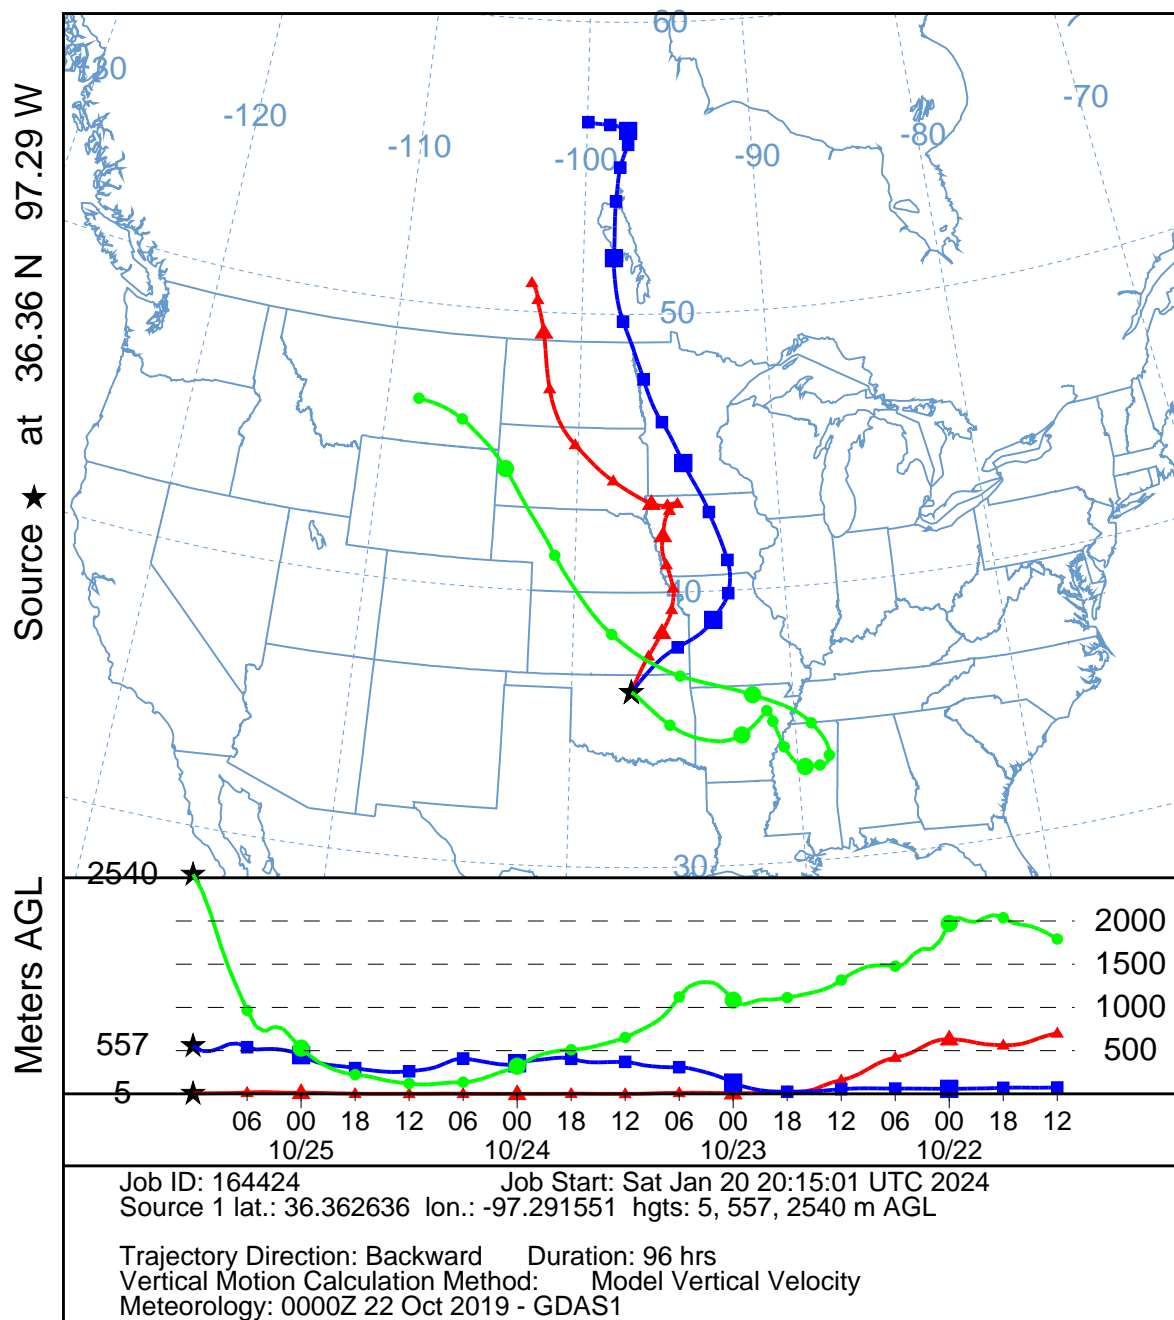 Source ★ at 36.36 N 97.29 W
60
-130
-120
-110
-100
-90
-80
-70
50
40
30
Meters AGL
2540
557
5
2000
1500
1000
500
06 00 18 12 06 00 18 12 06 00 18 12 06 00 18 12
10/25 10/24 10/23 10/22
Job ID: 164424 Job Start: Sat Jan 20 20:15:01 UTC 2024
Source 1 lat.: 36.362636 lon.: -97.291551 hgts: 5, 557, 2540 m AGL
Trajectory Direction: Backward Duration: 96 hrs
Vertical Motion Calculation Method: Model Vertical Velocity
Meteorology: 0000Z 22 Oct 2019 - GDAS1